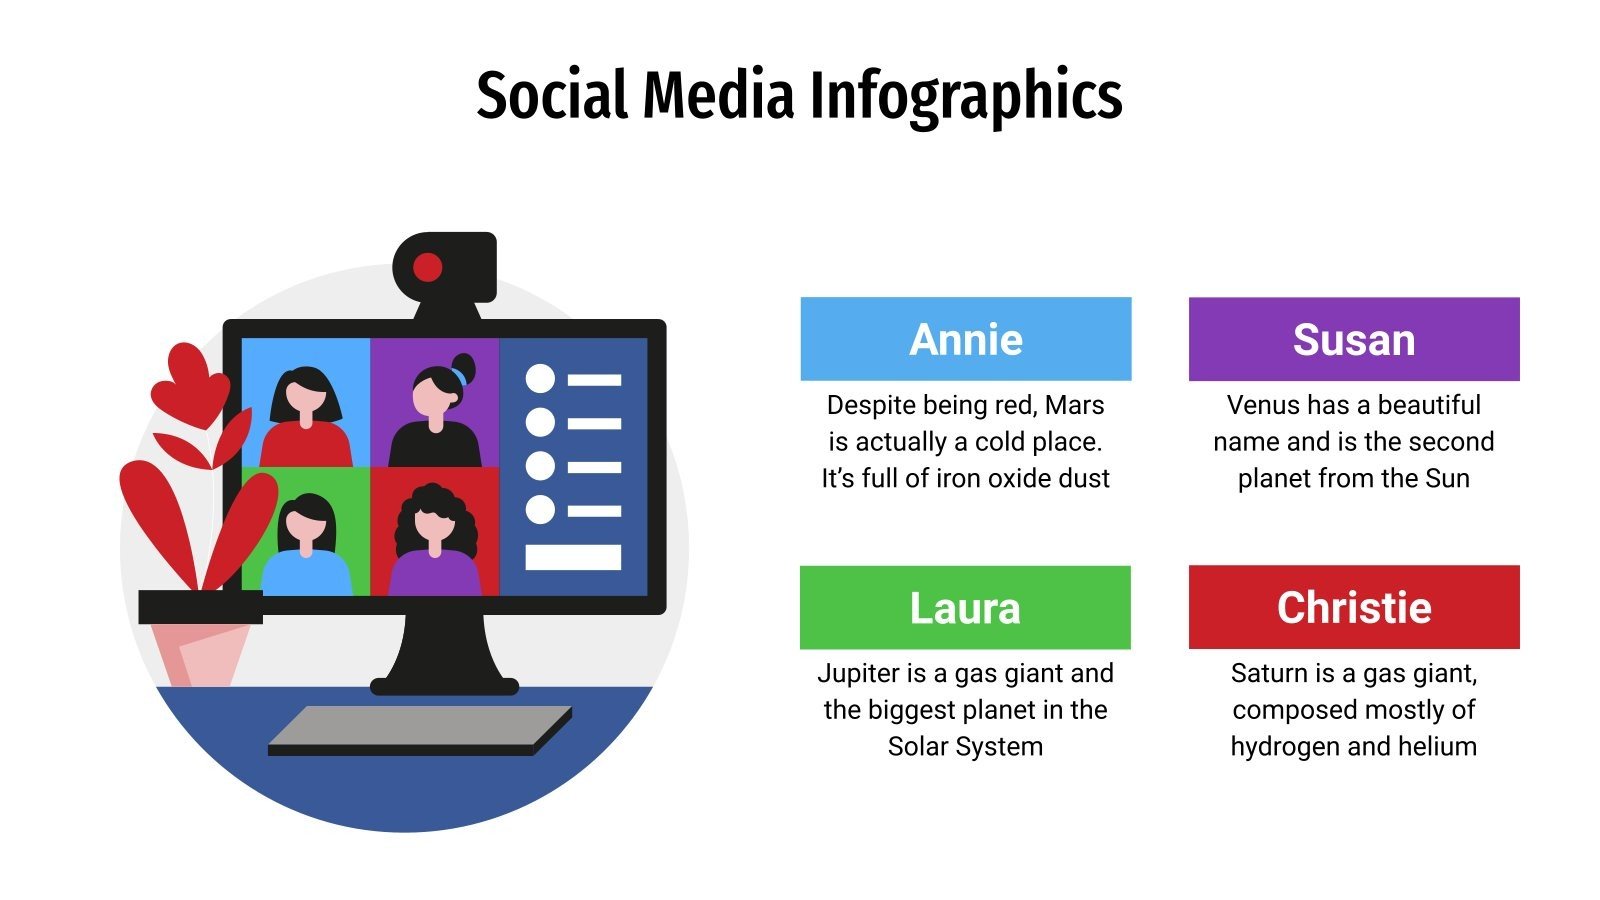 Social Media Infographics
Annie
Despite being red, Mars
is actually a cold place.
It’s full of iron oxide dust
Susan
Venus has a beautiful
name and is the second
planet from the Sun
Laura
Jupiter is a gas giant and
the biggest planet in the
Solar System
Christie
Saturn is a gas giant,
composed mostly of
hydrogen and helium